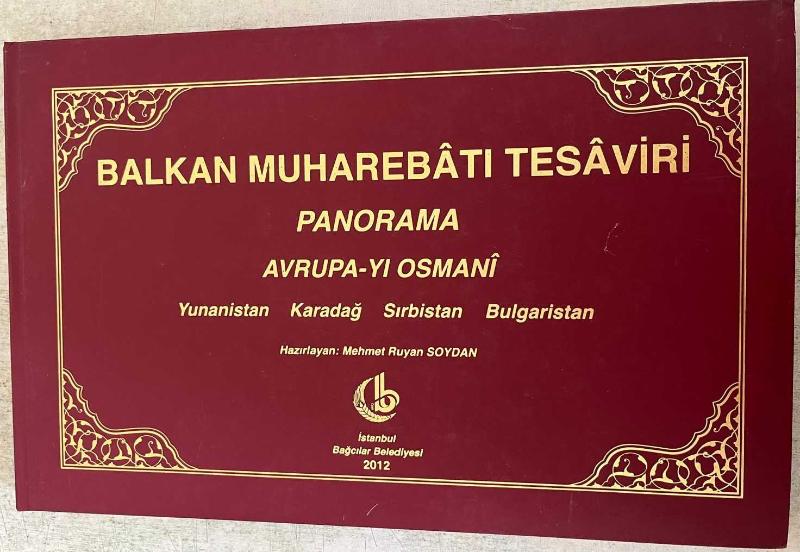 BALKAN MUHAREBÂTI TESÂVİRİ
PANORAMA
AVRUPA-YI OSMANÎ
Yunanistan Karadağ Sırbistan Bulgaristan
Hazırlayan: Mehmet Ruyan SOYDAN
İstanbul
Bağcılar Belediyesi
2012